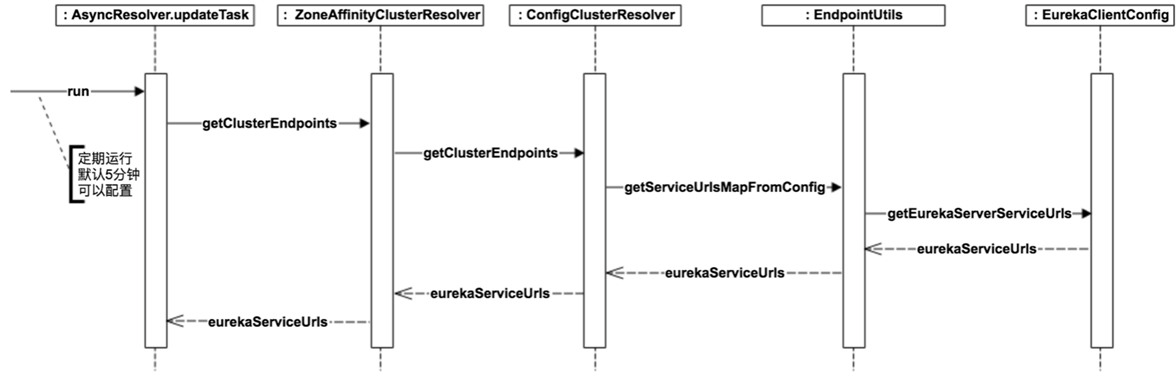 : AsyncResolver.updateTask
: ZoneAffinityClusterResolver
: ConfigClusterResolver
: EndpointUtils
: EurekaClientConfig
run
getClusterEndpoints
getClusterEndpoints
定期运行
默认5分钟
可以配置
getServiceUrlsMapFromConfig
getEurekaServerServiceUrls
eurekaServiceUrls
eurekaServiceUrls
eurekaServiceUrls
eurekaServiceUrls